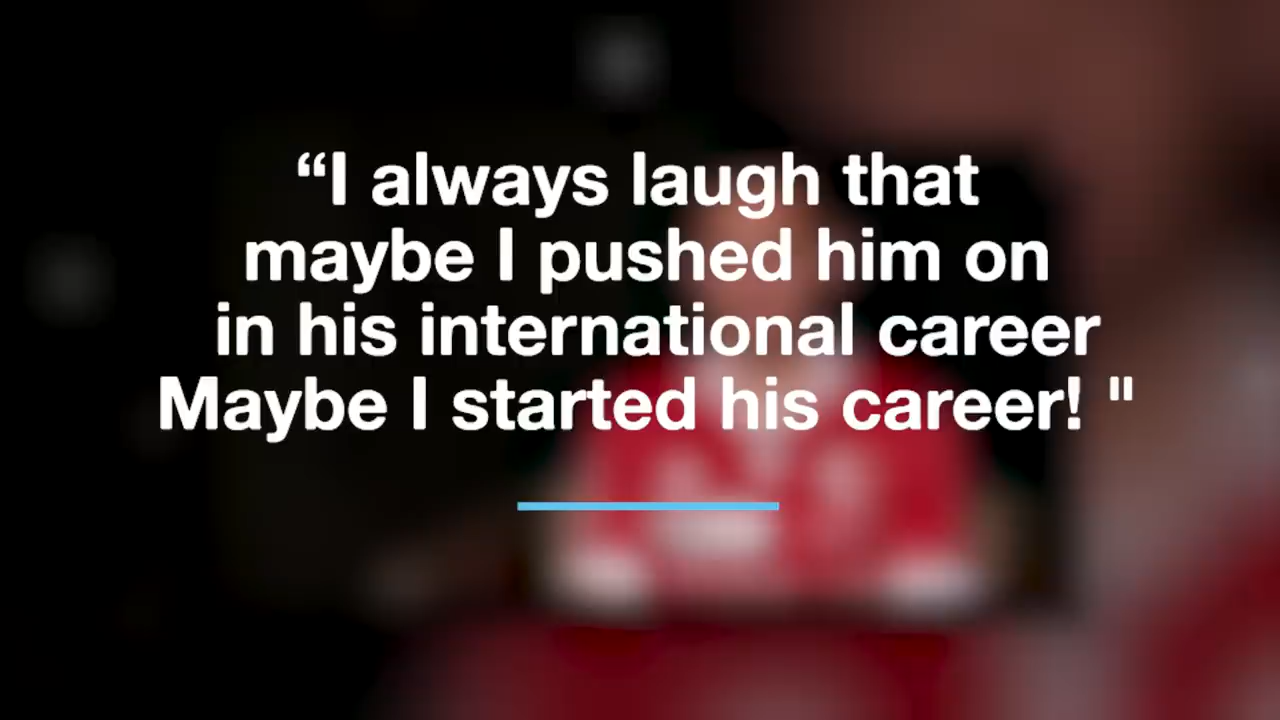 “I always laugh that
maybe I pushed him on
in his international career
Maybe I started his career! "